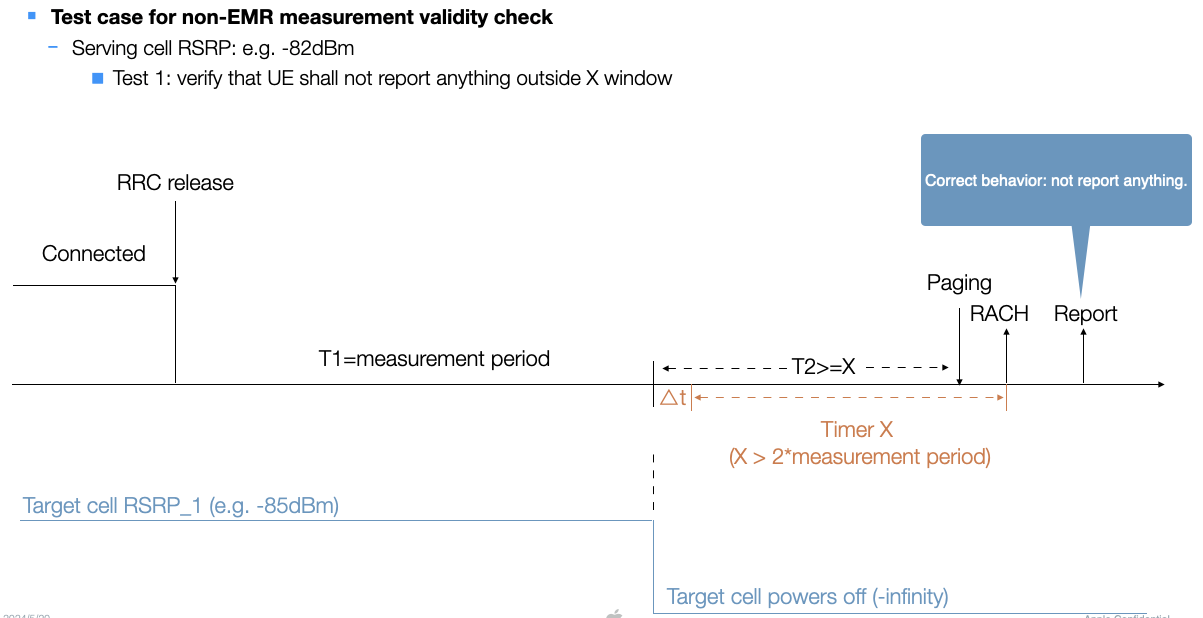 Test case for non-EMR measurement validity check
Serving cell RSRP: e.g. -82dBm
Test 1: verify that UE shall not report anything outside X window
Correct behavior: not report anything.
RRC release
Connected
Paging
RACH
Report
T1=measurement period
T2>=X
△t
Timer X
(X > 2*measurement period)
Target cell RSRP_1 (e.g. -85dBm)
Target cell powers off (-infinity)
Apple Confidential